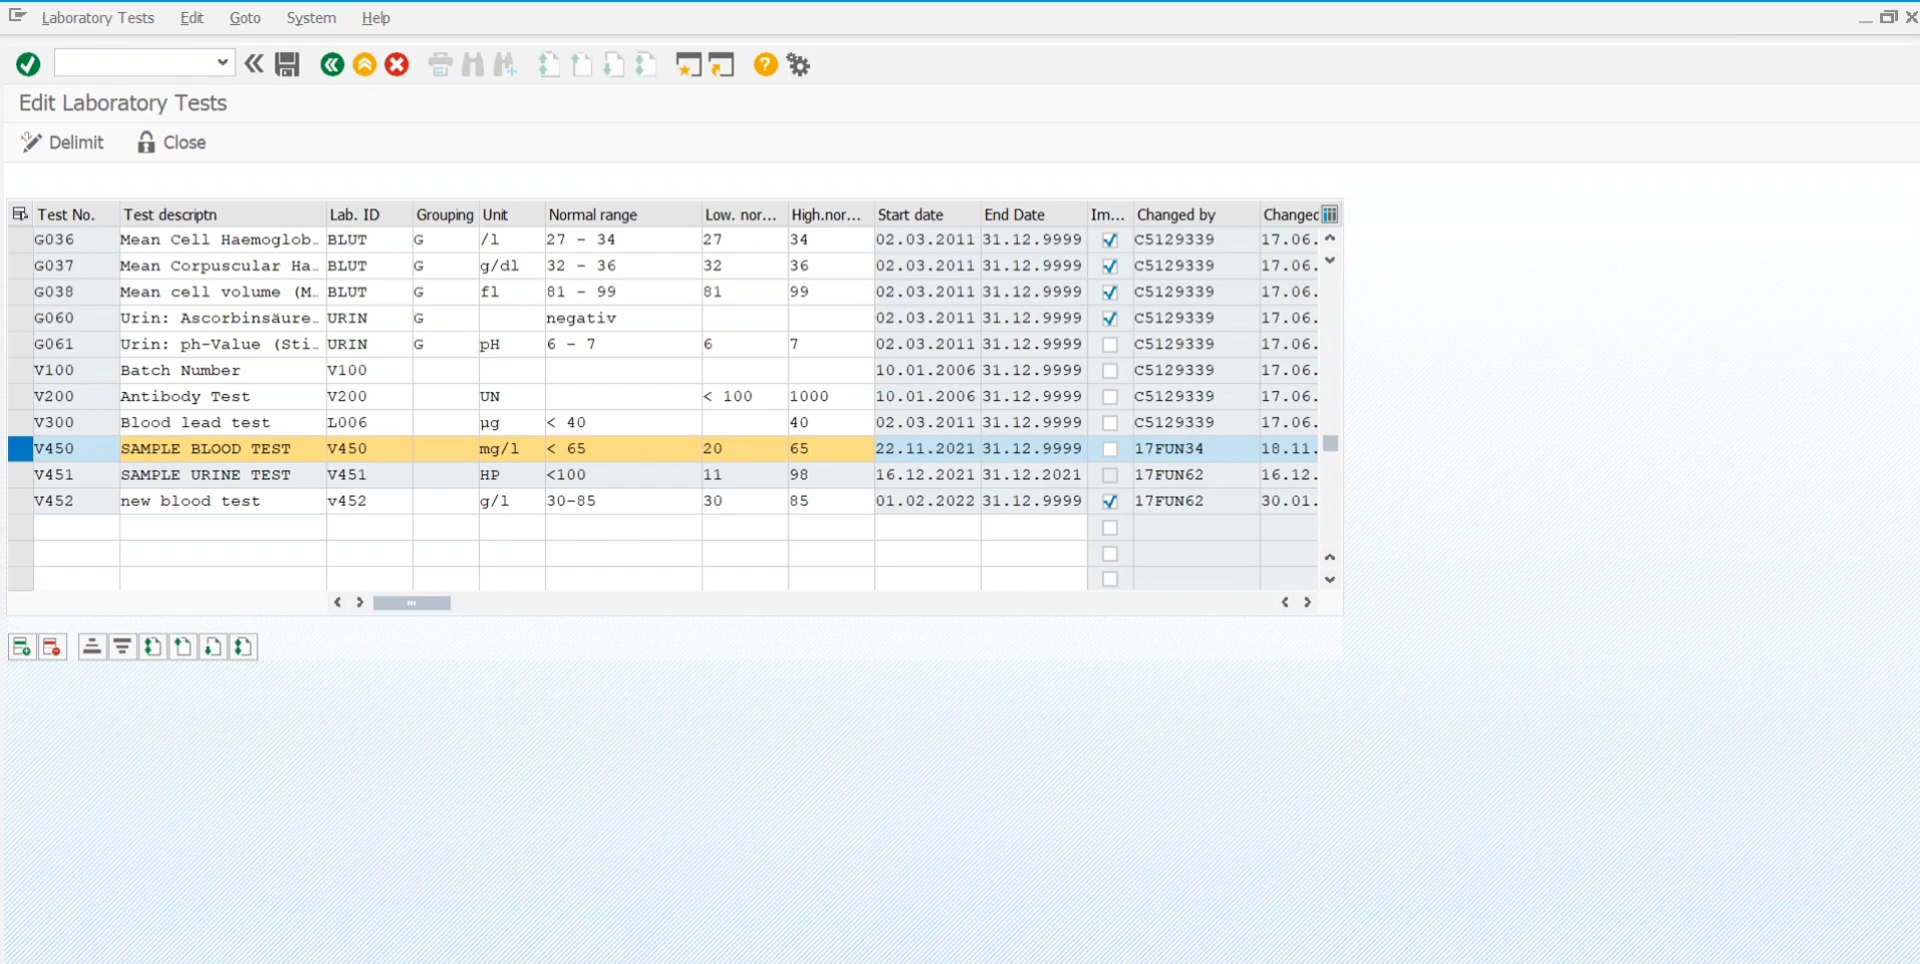 Laboratory Tests Edit Goto System Help
Edit Laboratory Tests
Delimit Close
Test No. Test descriptn Lab. ID Grouping Unit Normal range Low. nor... High.nor... Start date End Date Im... Changed by Changed
G036 Mean Cell Haemoglob… BLUT G /l 27 - 34 27 34 02.03.2011 31.12.9999 C5129339 17.06.
G037 Mean Corpuscular Ha… BLUT G g/dl 32 - 36 32 36 02.03.2011 31.12.9999 C5129339 17.06.
G038 Mean cell volume (M… BLUT G fl 81 - 99 81 99 02.03.2011 31.12.9999 C5129339 17.06.
G060 Urin: Ascorbinsäure… URIN G negativ 02.03.2011 31.12.9999 C5129339 17.06.
G061 Urin: ph-Value (Sti… URIN G pH 6 - 7 6 7 02.03.2011 31.12.9999 C5129339 17.06.
V100 Batch Number V100 10.01.2006 31.12.9999 C5129339 17.06.
V200 Antibody Test V200 UN < 100 1000 10.01.2006 31.12.9999 C5129339 17.06.
V300 Blood lead test L006 µg < 40 40 02.03.2011 31.12.9999 C5129339 17.06.
V450 SAMPLE BLOOD TEST V450 mg/l < 65 20 65 22.11.2021 31.12.9999 17FUN34 18.11.
V451 SAMPLE URINE TEST V451 HP <100 11 98 16.12.2021 31.12.2021 17FUN62 16.12.
V452 new blood test v452 g/l 30-85 30 85 01.02.2022 31.12.9999 17FUN62 30.01.